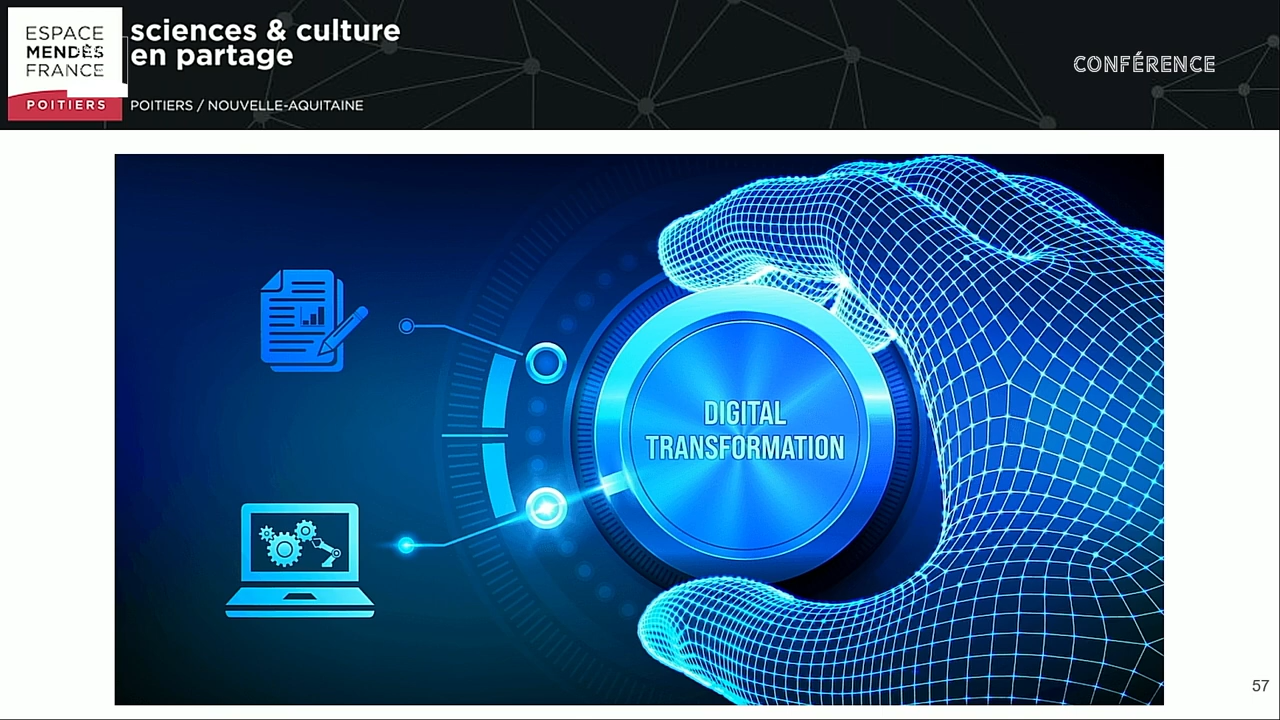 ESPACE
MENDÈS
FRANCE
POITIERS
sciences & culture
en partage
POITIERS / NOUVELLE-AQUITAINE
CONFÉRENCE
DIGITAL
TRANSFORMATION
57